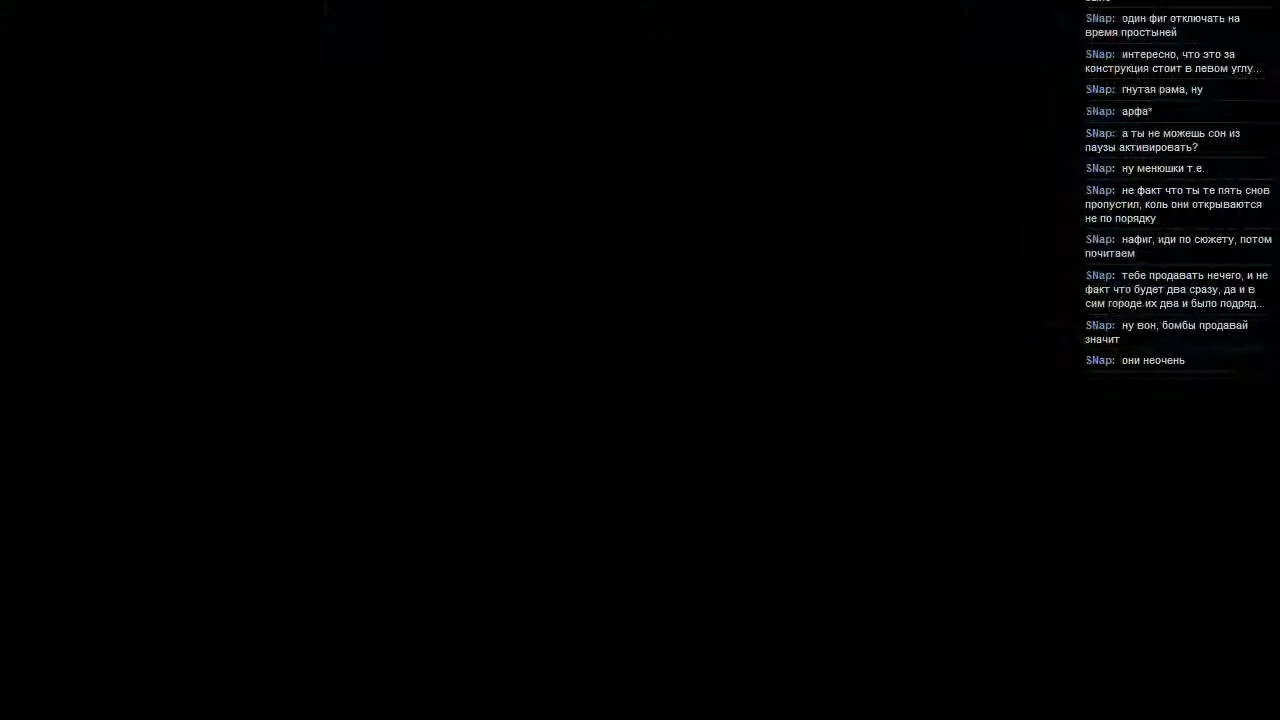 SNap: один фиг отключать на
время простыней
SNap: интересно, что это за
конструкция стоит в левом углу...
SNap: гнутая рама, ну
SNap: арфа*
SNap: а ты не можешь сон из
паузы активировать?
SNap: ну менюшки т.е.
SNap: не факт что ты те пять снов
пропустил, коль они открываются
не по порядку
SNap: нафиг, иди по сюжету, потом
почитаем
SNap: тебе продавать нечего, и не
факт что будет два сразу, да и в
сим городе их два и было подряд...
SNap: ну вон, бомбы продавай
значит
SNap: они неочень